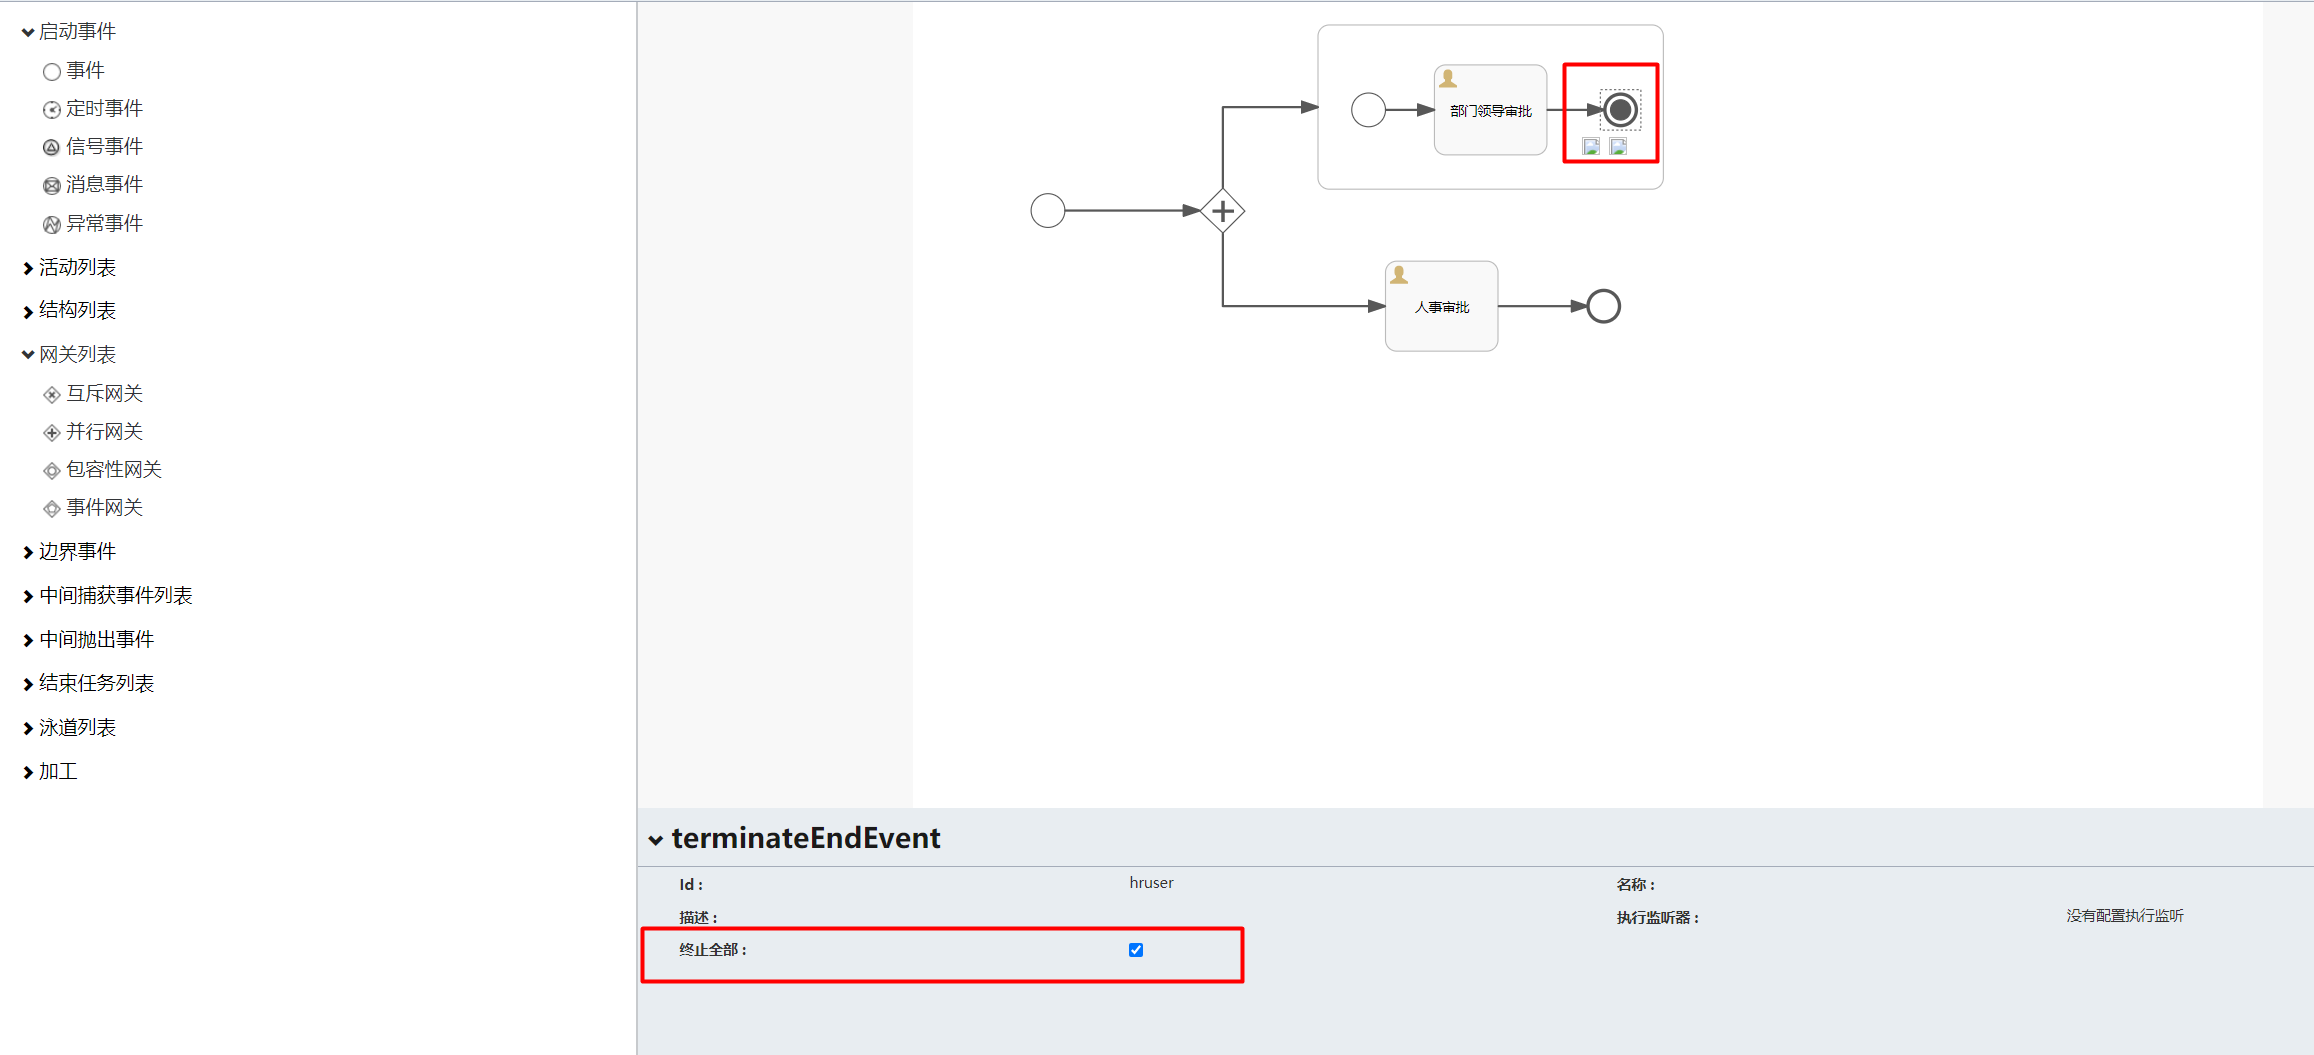 启动事件
事件
定时事件
信号事件
消息事件
异常事件
活动列表
结构列表
网关列表
互斥网关
并行网关
包容性网关
事件网关
边界事件
中间捕获事件列表
中间抛出事件
结束任务列表
泳道列表
加工
部门领导审批
人事审批
terminateEndEvent
Id :
hruser
名称 :
描述 :
执行监听器 :
没有配置执行监听
终止全部 :